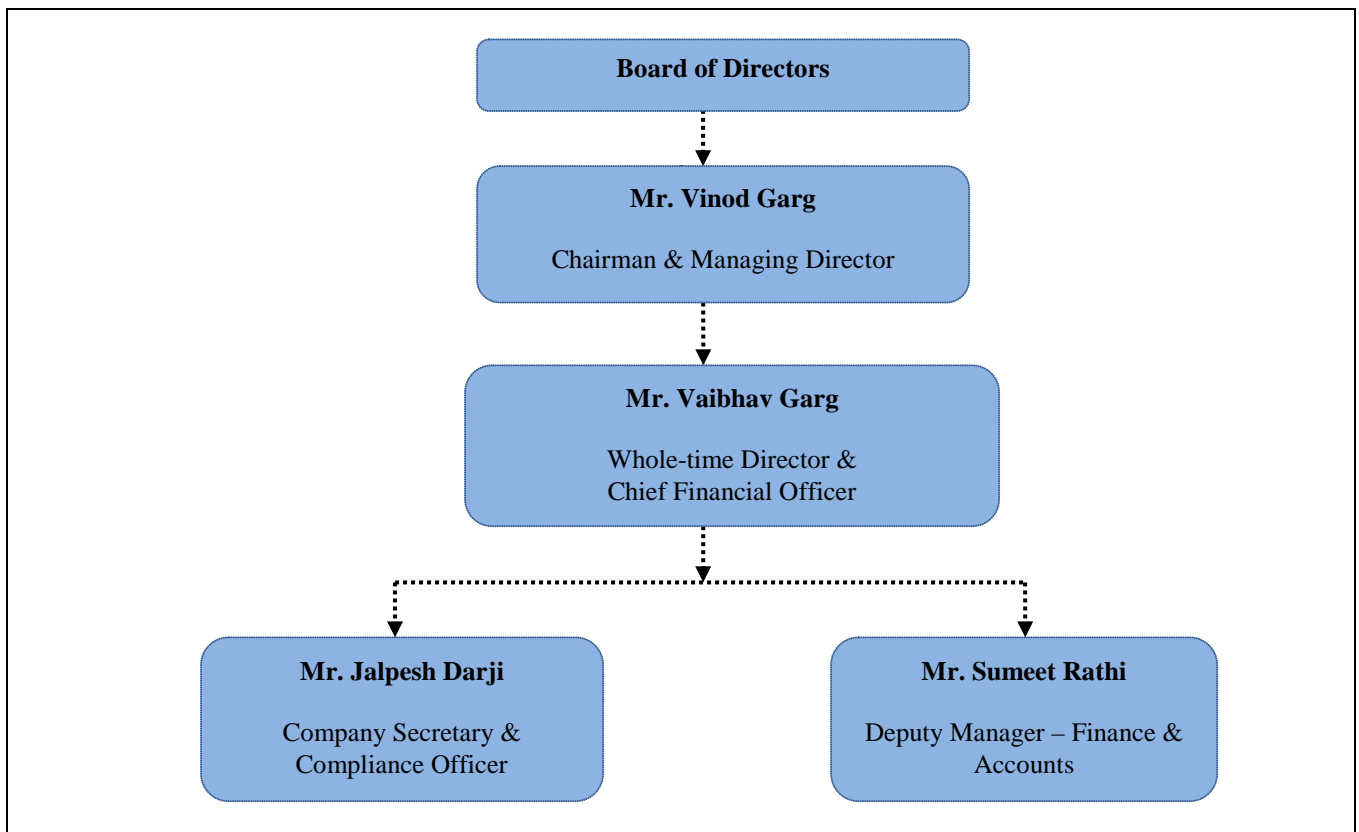 Board of Directors
Mr. Vinod Garg
Chairman & Managing Director
Mr. Vaibhav Garg
Whole-time Director &
Chief Financial Officer
Mr. Jalpesh Darji
Company Secretary &
Compliance Officer
Mr. Sumeet Rathi
Deputy Manager – Finance &
Accounts